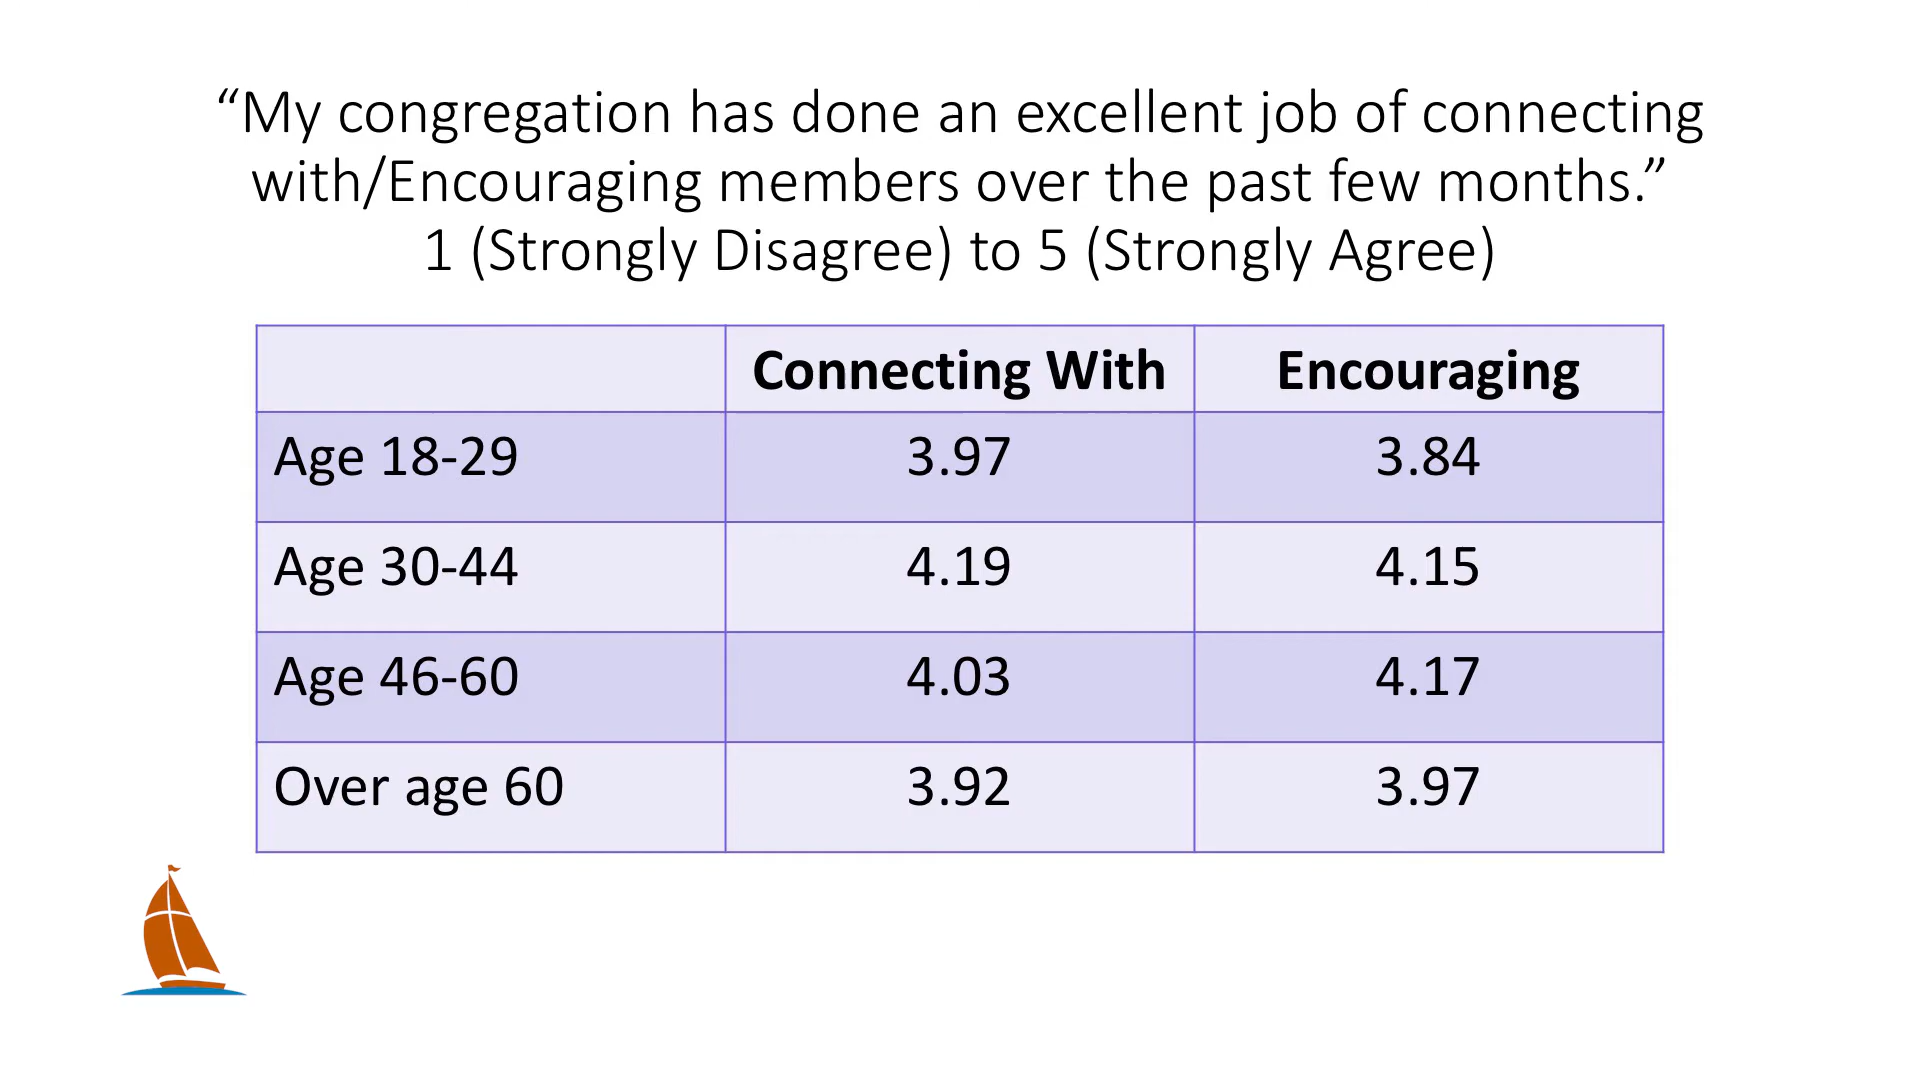 “My congregation has done an excellent job of connecting
with/Encouraging members over the past few months.”
1 (Strongly Disagree) to 5 (Strongly Agree)
Connecting With Encouraging
Age 18-29 3.97 3.84
Age 30-44 4.19 4.15
Age 46-60 4.03 4.17
Over age 60 3.92 3.97